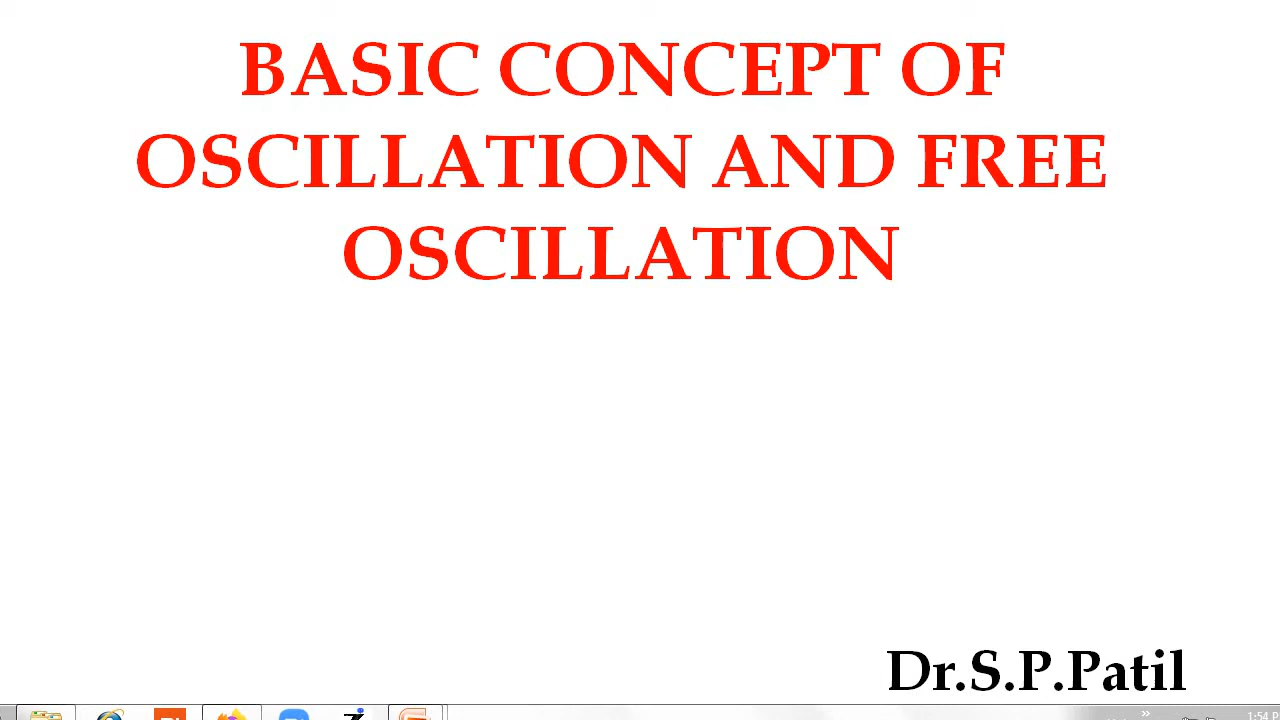 BASIC CONCEPT OF
OSCILLATION AND FREE
OSCILLATION
Dr.S.P.Patil